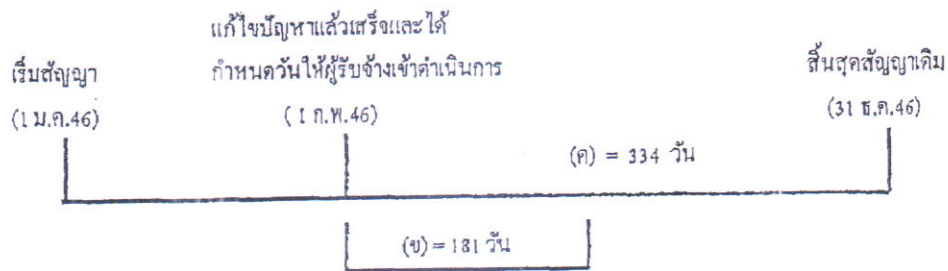 แก้ไขปัญหาแล้วเสร็จและได้
เริ่มสัญญา กำหนดวันให้ผู้รับจ้างเข้าดำเนินการ สิ้นสุดสัญญาเดิม
(1 ม.ค.46) (1 ก.พ.46) (31 ธ.ค.46)
(ค) = 334 วัน
(ข) = 181 วัน